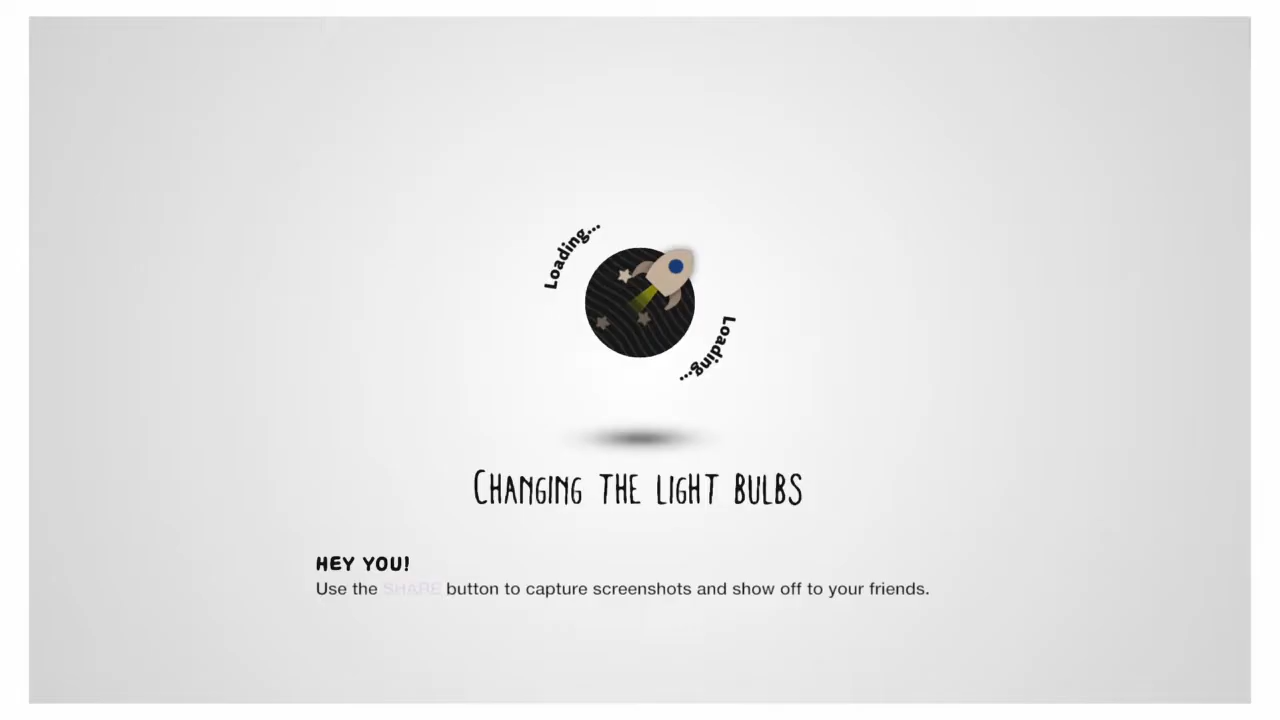 Loading...
Loading...
CHANGING THE LIGHT BULBS
HEY YOU!
Use the SHARE button to capture screenshots and show off to your friends.